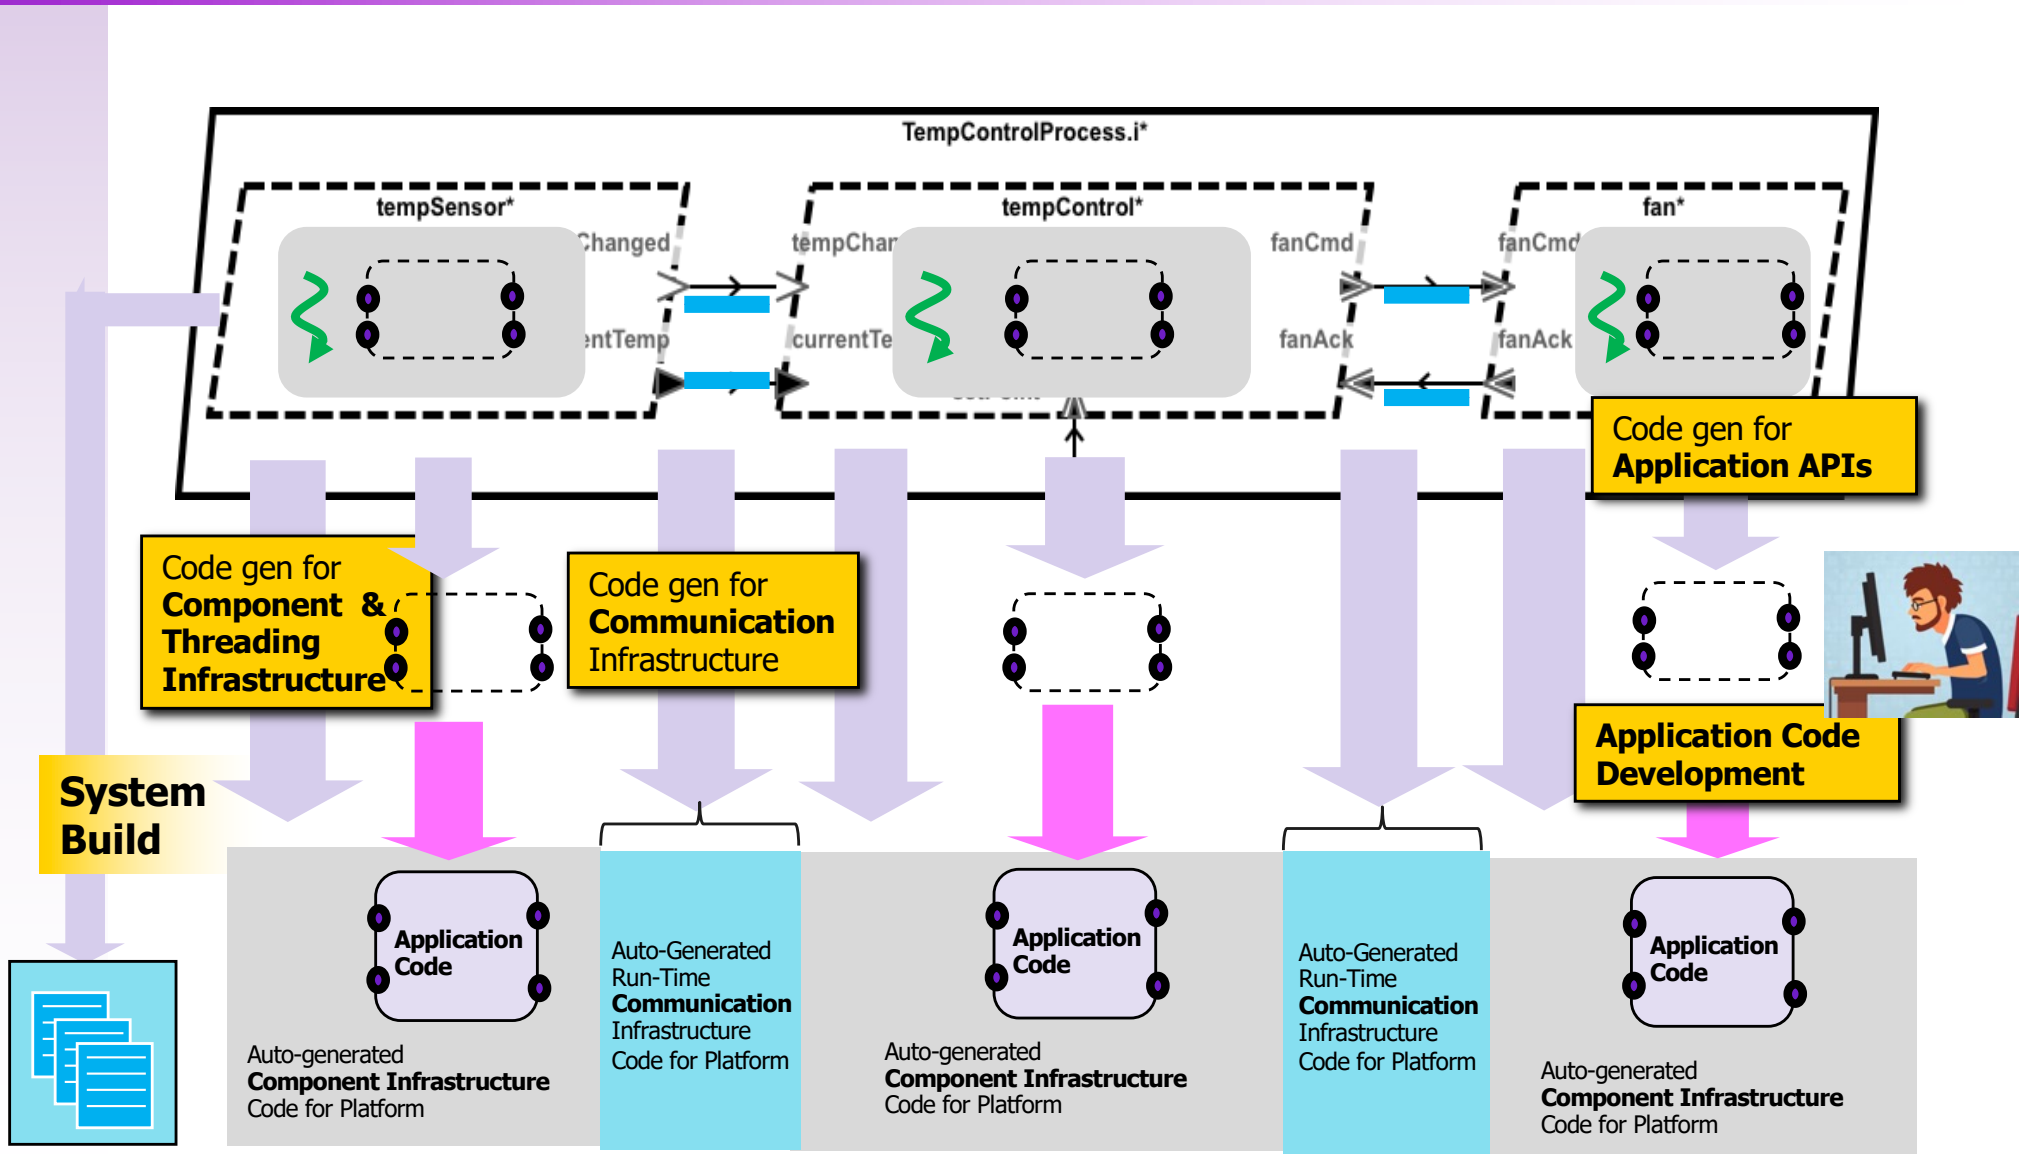 TempControlProcess.i*
tempSensor*
tempControl*
fan*
Changed
fanCmd
fanCmd
entTemp
currentTe
fanAck
fanAck
Code gen for
Application APIs
Code gen for
Component &
Threading
Infrastructure
Code gen for
Communication
Infrastructure
Application Code
Development
System
Build
Application
Code
Auto-generated
Component Infrastructure
Code for Platform
Auto-Generated
Run-Time
Communication
Infrastructure
Code for Platform
Application
Code
Auto-generated
Component Infrastructure
Code for Platform
Auto-Generated
Run-Time
Communication
Infrastructure
Code for Platform
Application
Code
Auto-generated
Component Infrastructure
Code for Platform